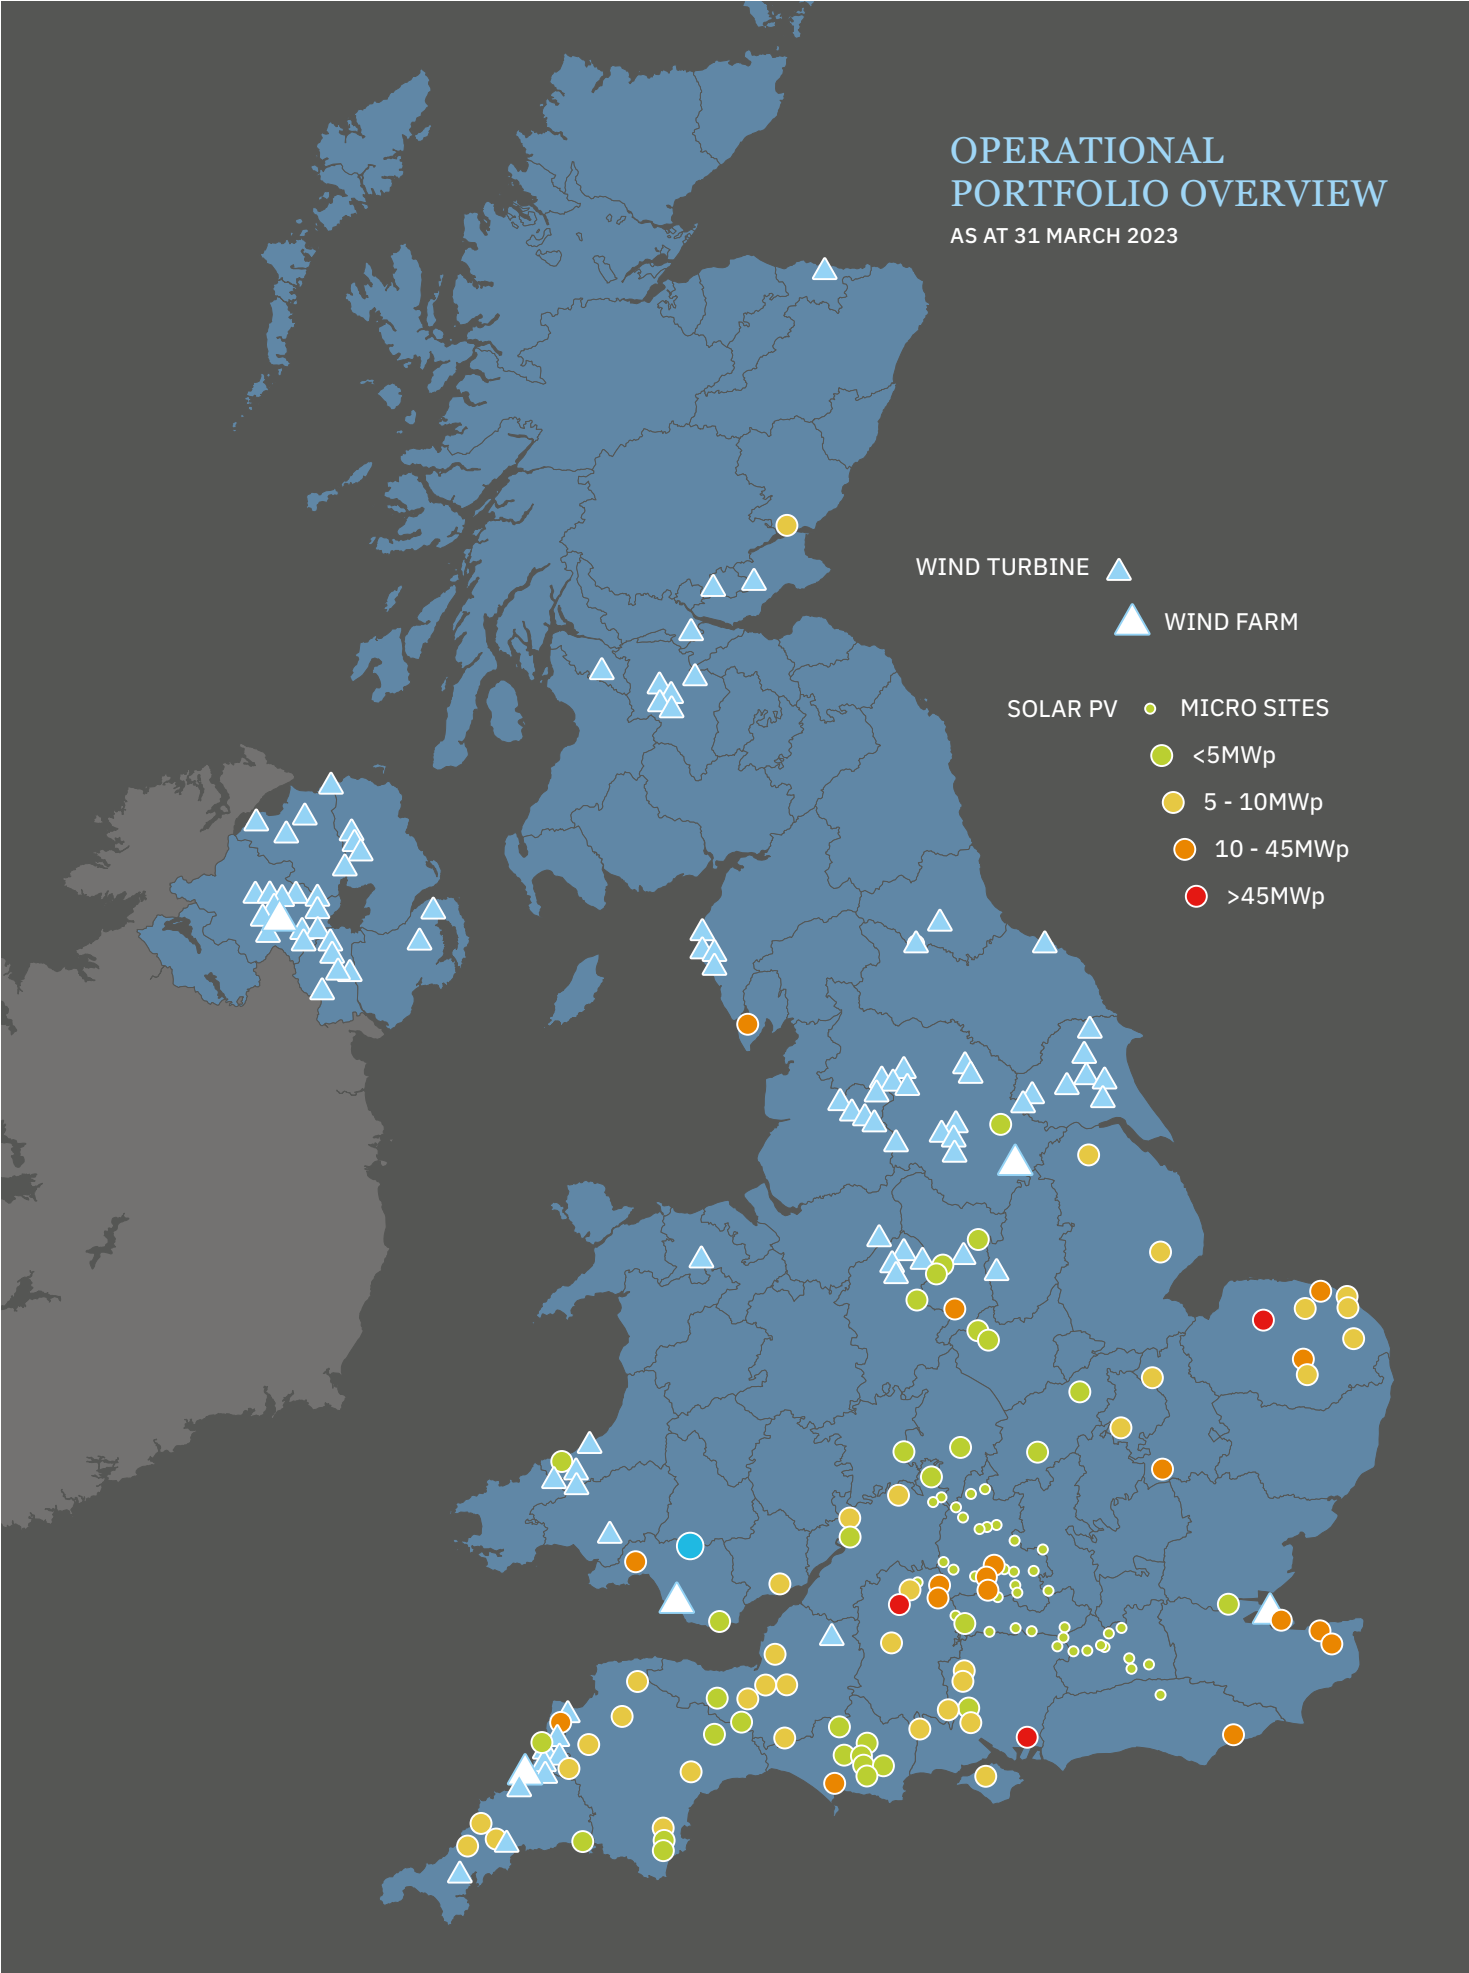 OPERATIONAL
PORTFOLIO OVERVIEW
AS AT 31 MARCH 2023
WIND TURBINE
WIND FARM
SOLAR PV MICRO SITES
<5MWp
5 - 10MWp
10 - 45MWp
>45MWp